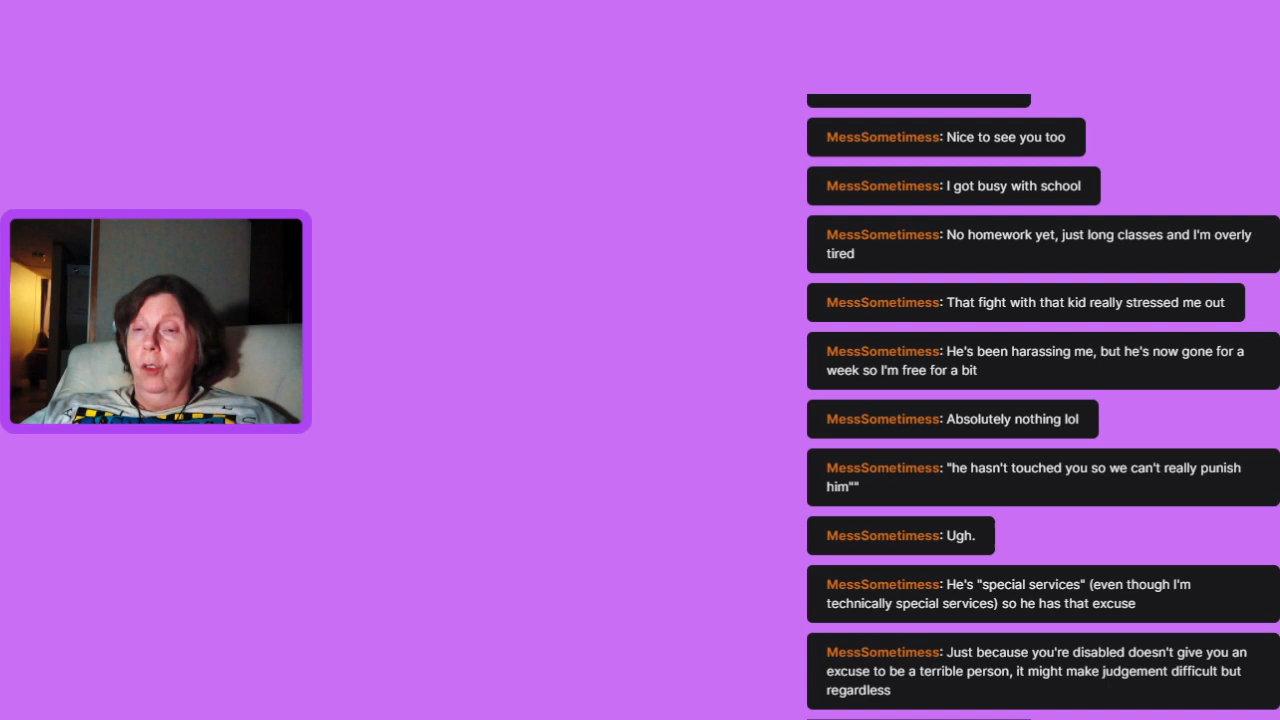 MessSometimess: Nice to see you too
MessSometimess: I got busy with school
MessSometimess: No homework yet, just long classes and I'm overly
tired
MessSometimess: That fight with that kid really stressed me out
MessSometimess: He's been harassing me, but he's now gone for a
week so I'm free for a bit
MessSometimess: Absolutely nothing lol
MessSometimess: "he hasn't touched you so we can't really punish
him""
MessSometimess: Ugh.
MessSometimess: He's "special services" (even though I'm
technically special services) so he has that excuse
MessSometimess: Just because you're disabled doesn't give you an
excuse to be a terrible person, it might make judgement difficult but
regardless